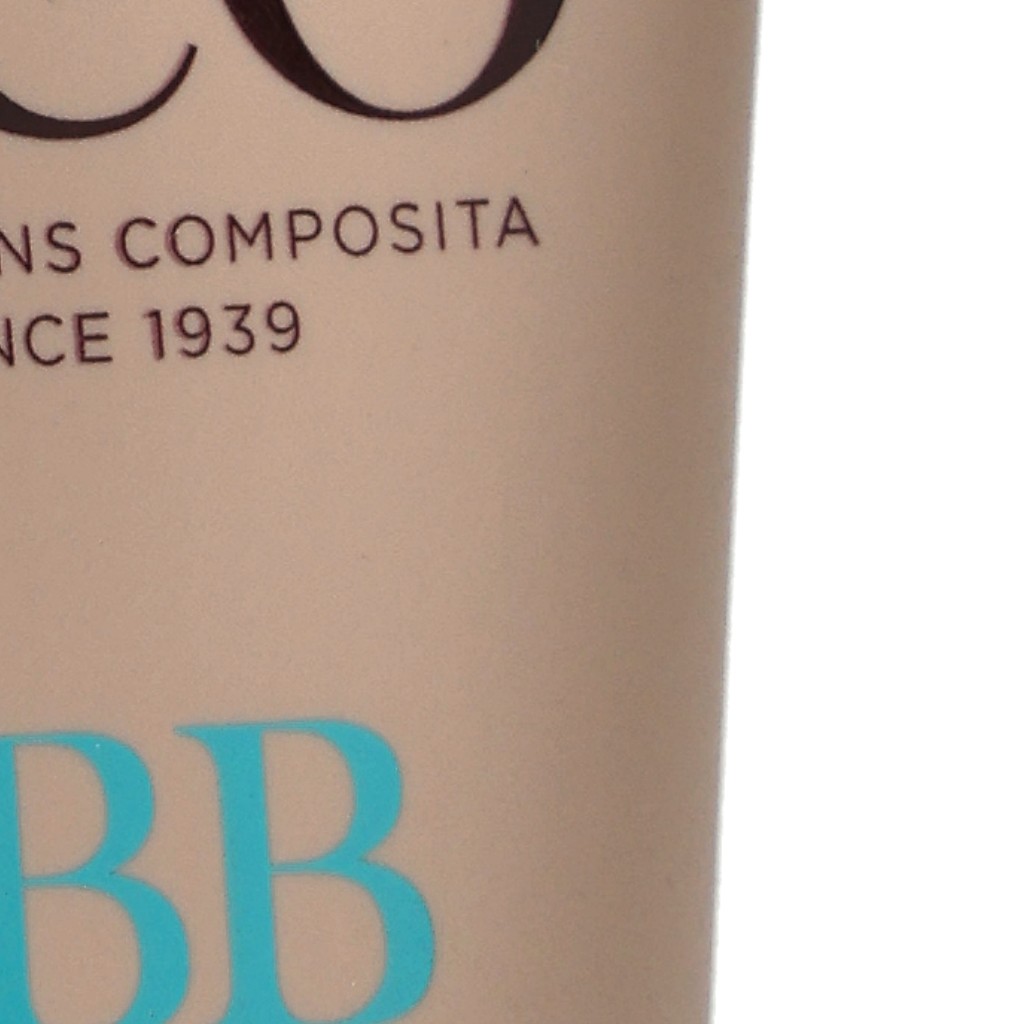 NS COMPOSITA
NCE 1939
BB